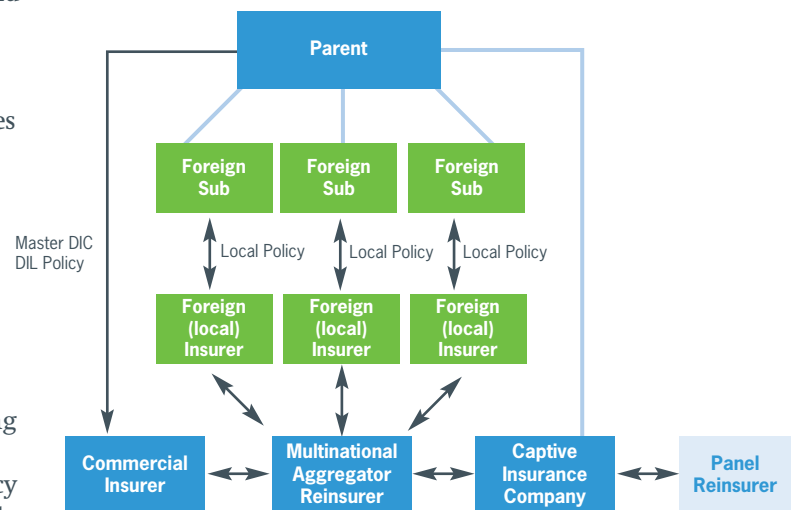 Parent
es
Foreign
Sub
Foreign
Sub
Foreign
Sub
Master DIC
DIL Policy
Local Policy
Local Policy
Local Policy
Foreign
(local)
Insurer
Foreign
(local)
Insurer
Foreign
(local)
Insurer
Commercial
Insurer
Multinational
Aggregator
Reinsurer
Captive
Insurance
Company
Panel
Reinsurer